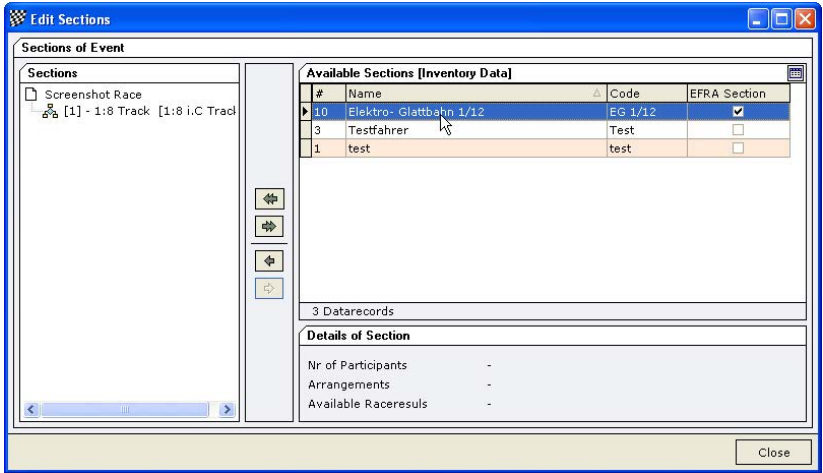 Edit Sections
Sections of Event
Sections
Screenshot Race
[1] - 1:8 Track [1:8 i.C Track
Available Sections [Inventory Data]
# Name Code EFRA Section
10 Elektro- Glattbahn 1/12 EG 1/12
3 Testfahrer Test
1 test test
3 Datarecords
Details of Section
Nr of Participants -
Arrangements -
Available Raceresuls -
Close